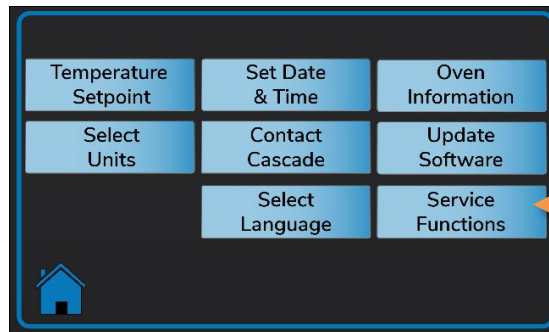 Temperature
Setpoint
Set Date
& Time
Oven
Information
Select
Units
Contact
Cascade
Update
Software
Select
Language
Service
Functions